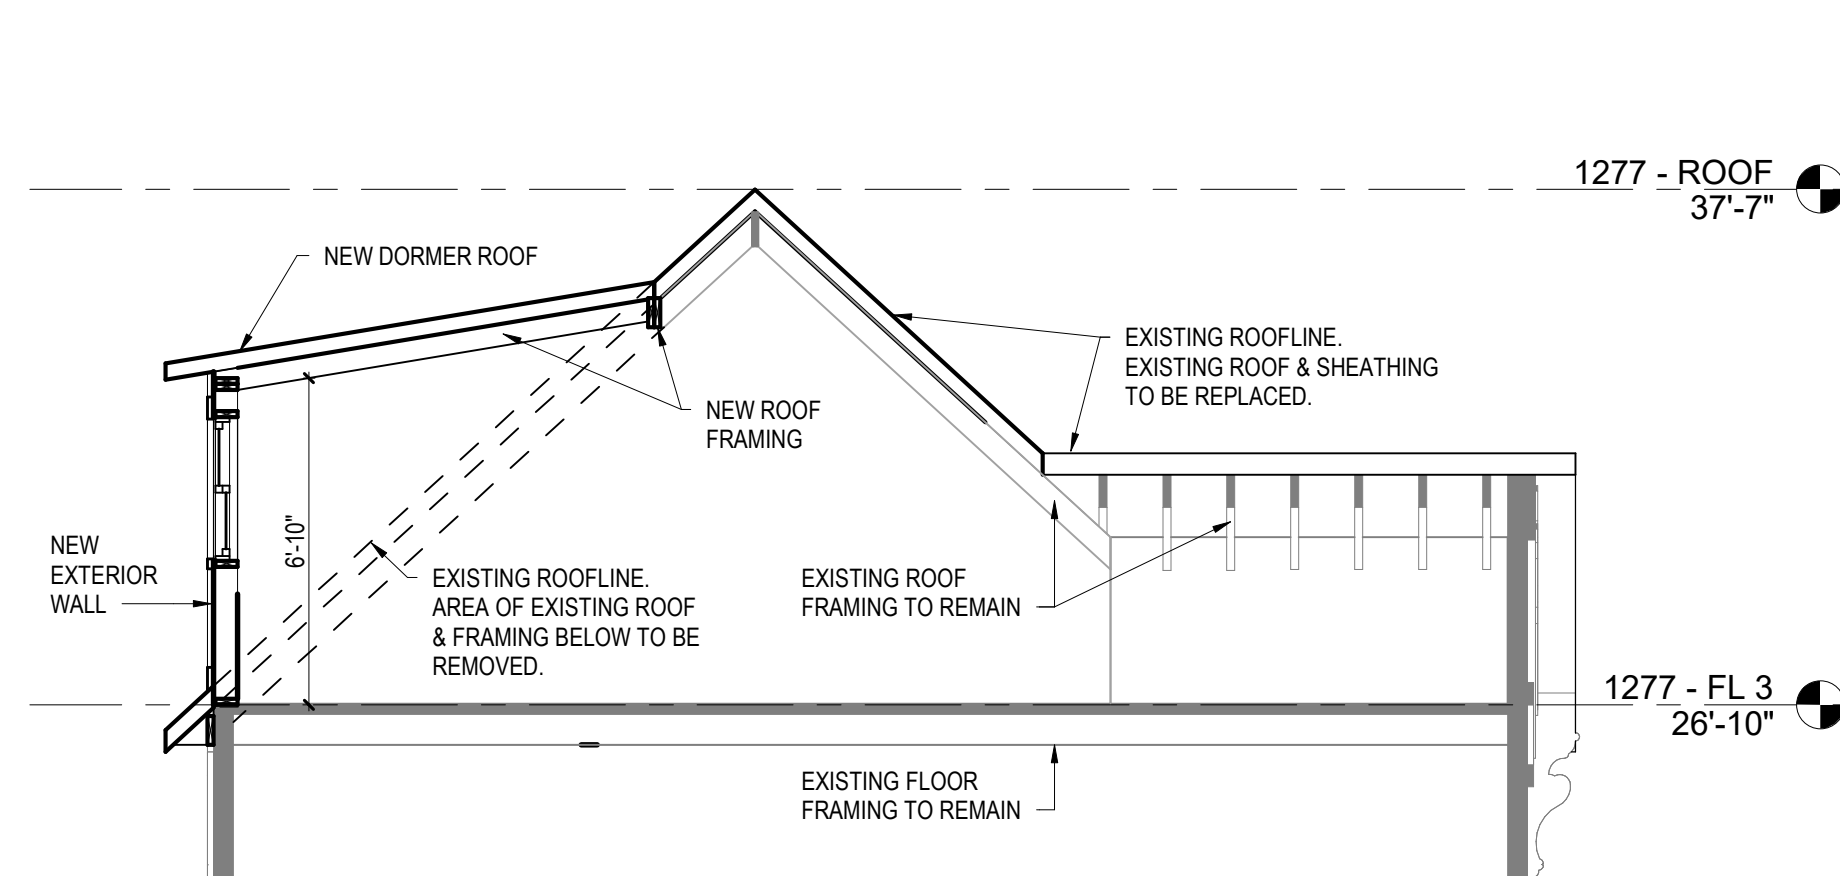 1277 - ROOF
37'-7"
NEW DORMER ROOF
EXISTING ROOFLINE.
EXISTING ROOF & SHEATHING
TO BE REPLACED.
NEW ROOF
FRAMING
6'-10"
NEW
EXTERIOR
WALL
EXISTING ROOFLINE.
AREA OF EXISTING ROOF
& FRAMING BELOW TO BE
REMOVED.
EXISTING ROOF
FRAMING TO REMAIN
1277 - FL 3
26'-10"
EXISTING FLOOR
FRAMING TO REMAIN